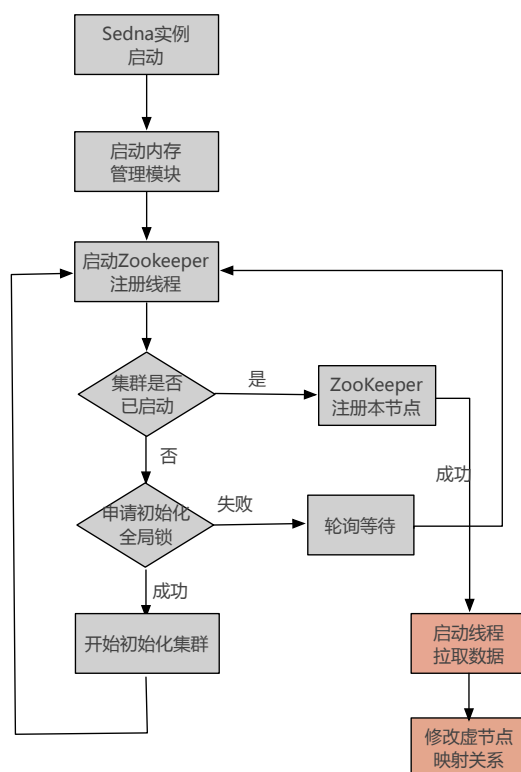 Sedna实例
启动
启动内存
管理模块
启动Zookeeper
注册线程
集群是否
已启动
是
ZooKeeper
注册本节点
否
成功
申请初始化
全局锁
失败
轮询等待
成功
开始初始化集群
启动线程
拉取数据
修改虚节点
映射关系